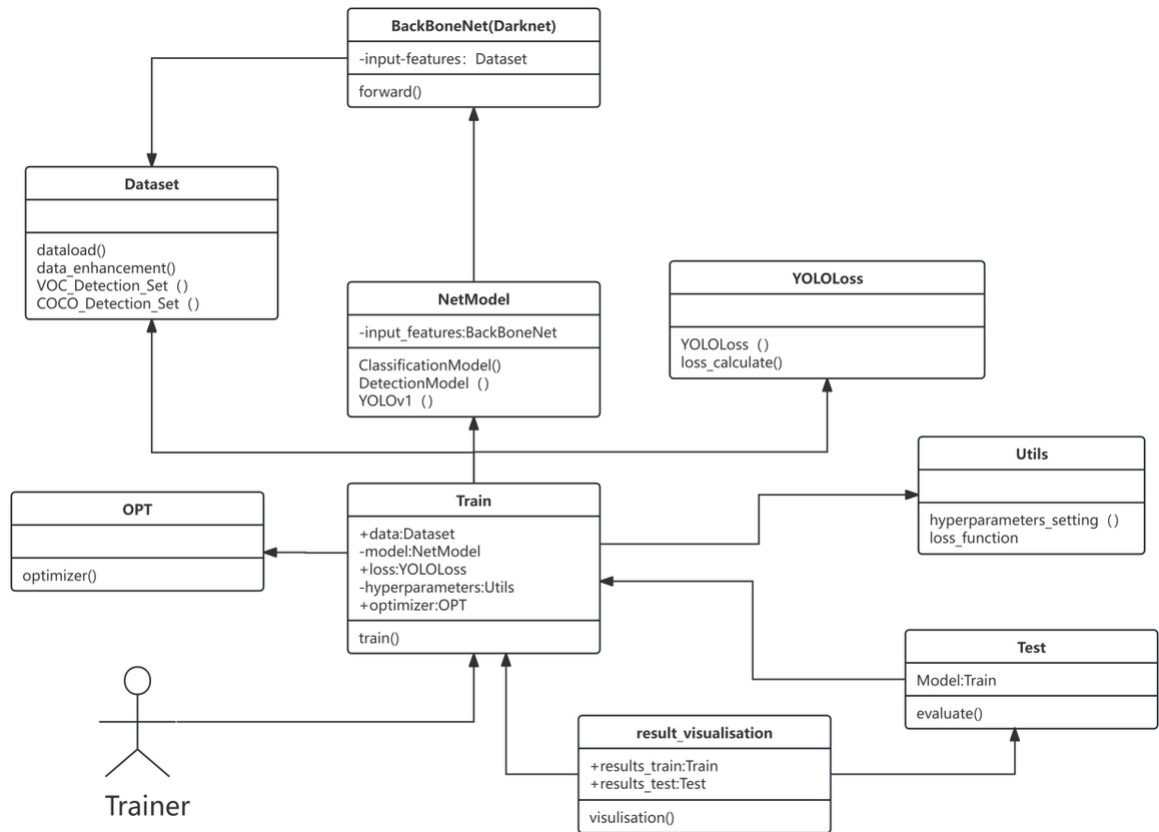 BackBoneNet(Darknet)
-input-features: Dataset
forward()
Dataset
dataload()
data_enhancement()
VOC_Detection_Set ()
COCO_Detection_Set ()
NetModel
-input_features:BackBoneNet
ClassificationModel()
DetectionModel ()
YOLOv1 ()
YOLOLoss
YOLOLoss ()
loss_calculate()
Utils
hyperparameters_setting ()
loss_function
OPT
optimizer()
Train
+data:Dataset
-model:NetModel
+loss:YOLOLoss
-hyperparameters:Utils
+optimizer:OPT
train()
Test
Model:Train
evaluate()
result_visualisation
+results_train:Train
+results_test:Test
visulisation()
Trainer